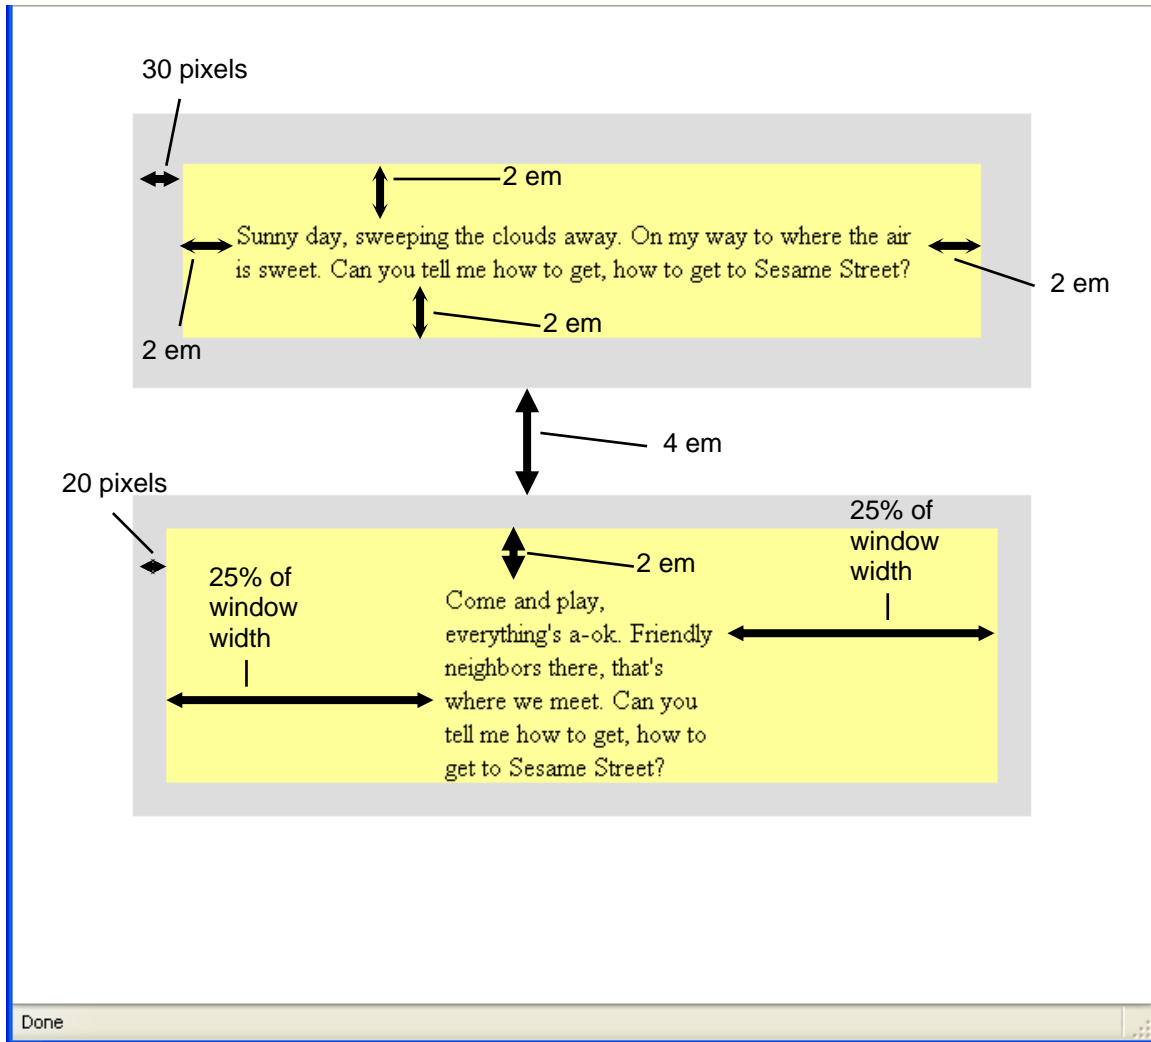 30 pixels
2 em
Sunny day, sweeping the clouds away. On my way to where the air
is sweet. Can you tell me how to get, how to get to Sesame Street?
2 em
2 em
2 em
4 em
20 pixels
25% of
window
width
2 em
25% of
window
width
Come and play,
everything's a-ok. Friendly
neighbors there, that's
where we meet. Can you
tell me how to get, how to
get to Sesame Street?
Done